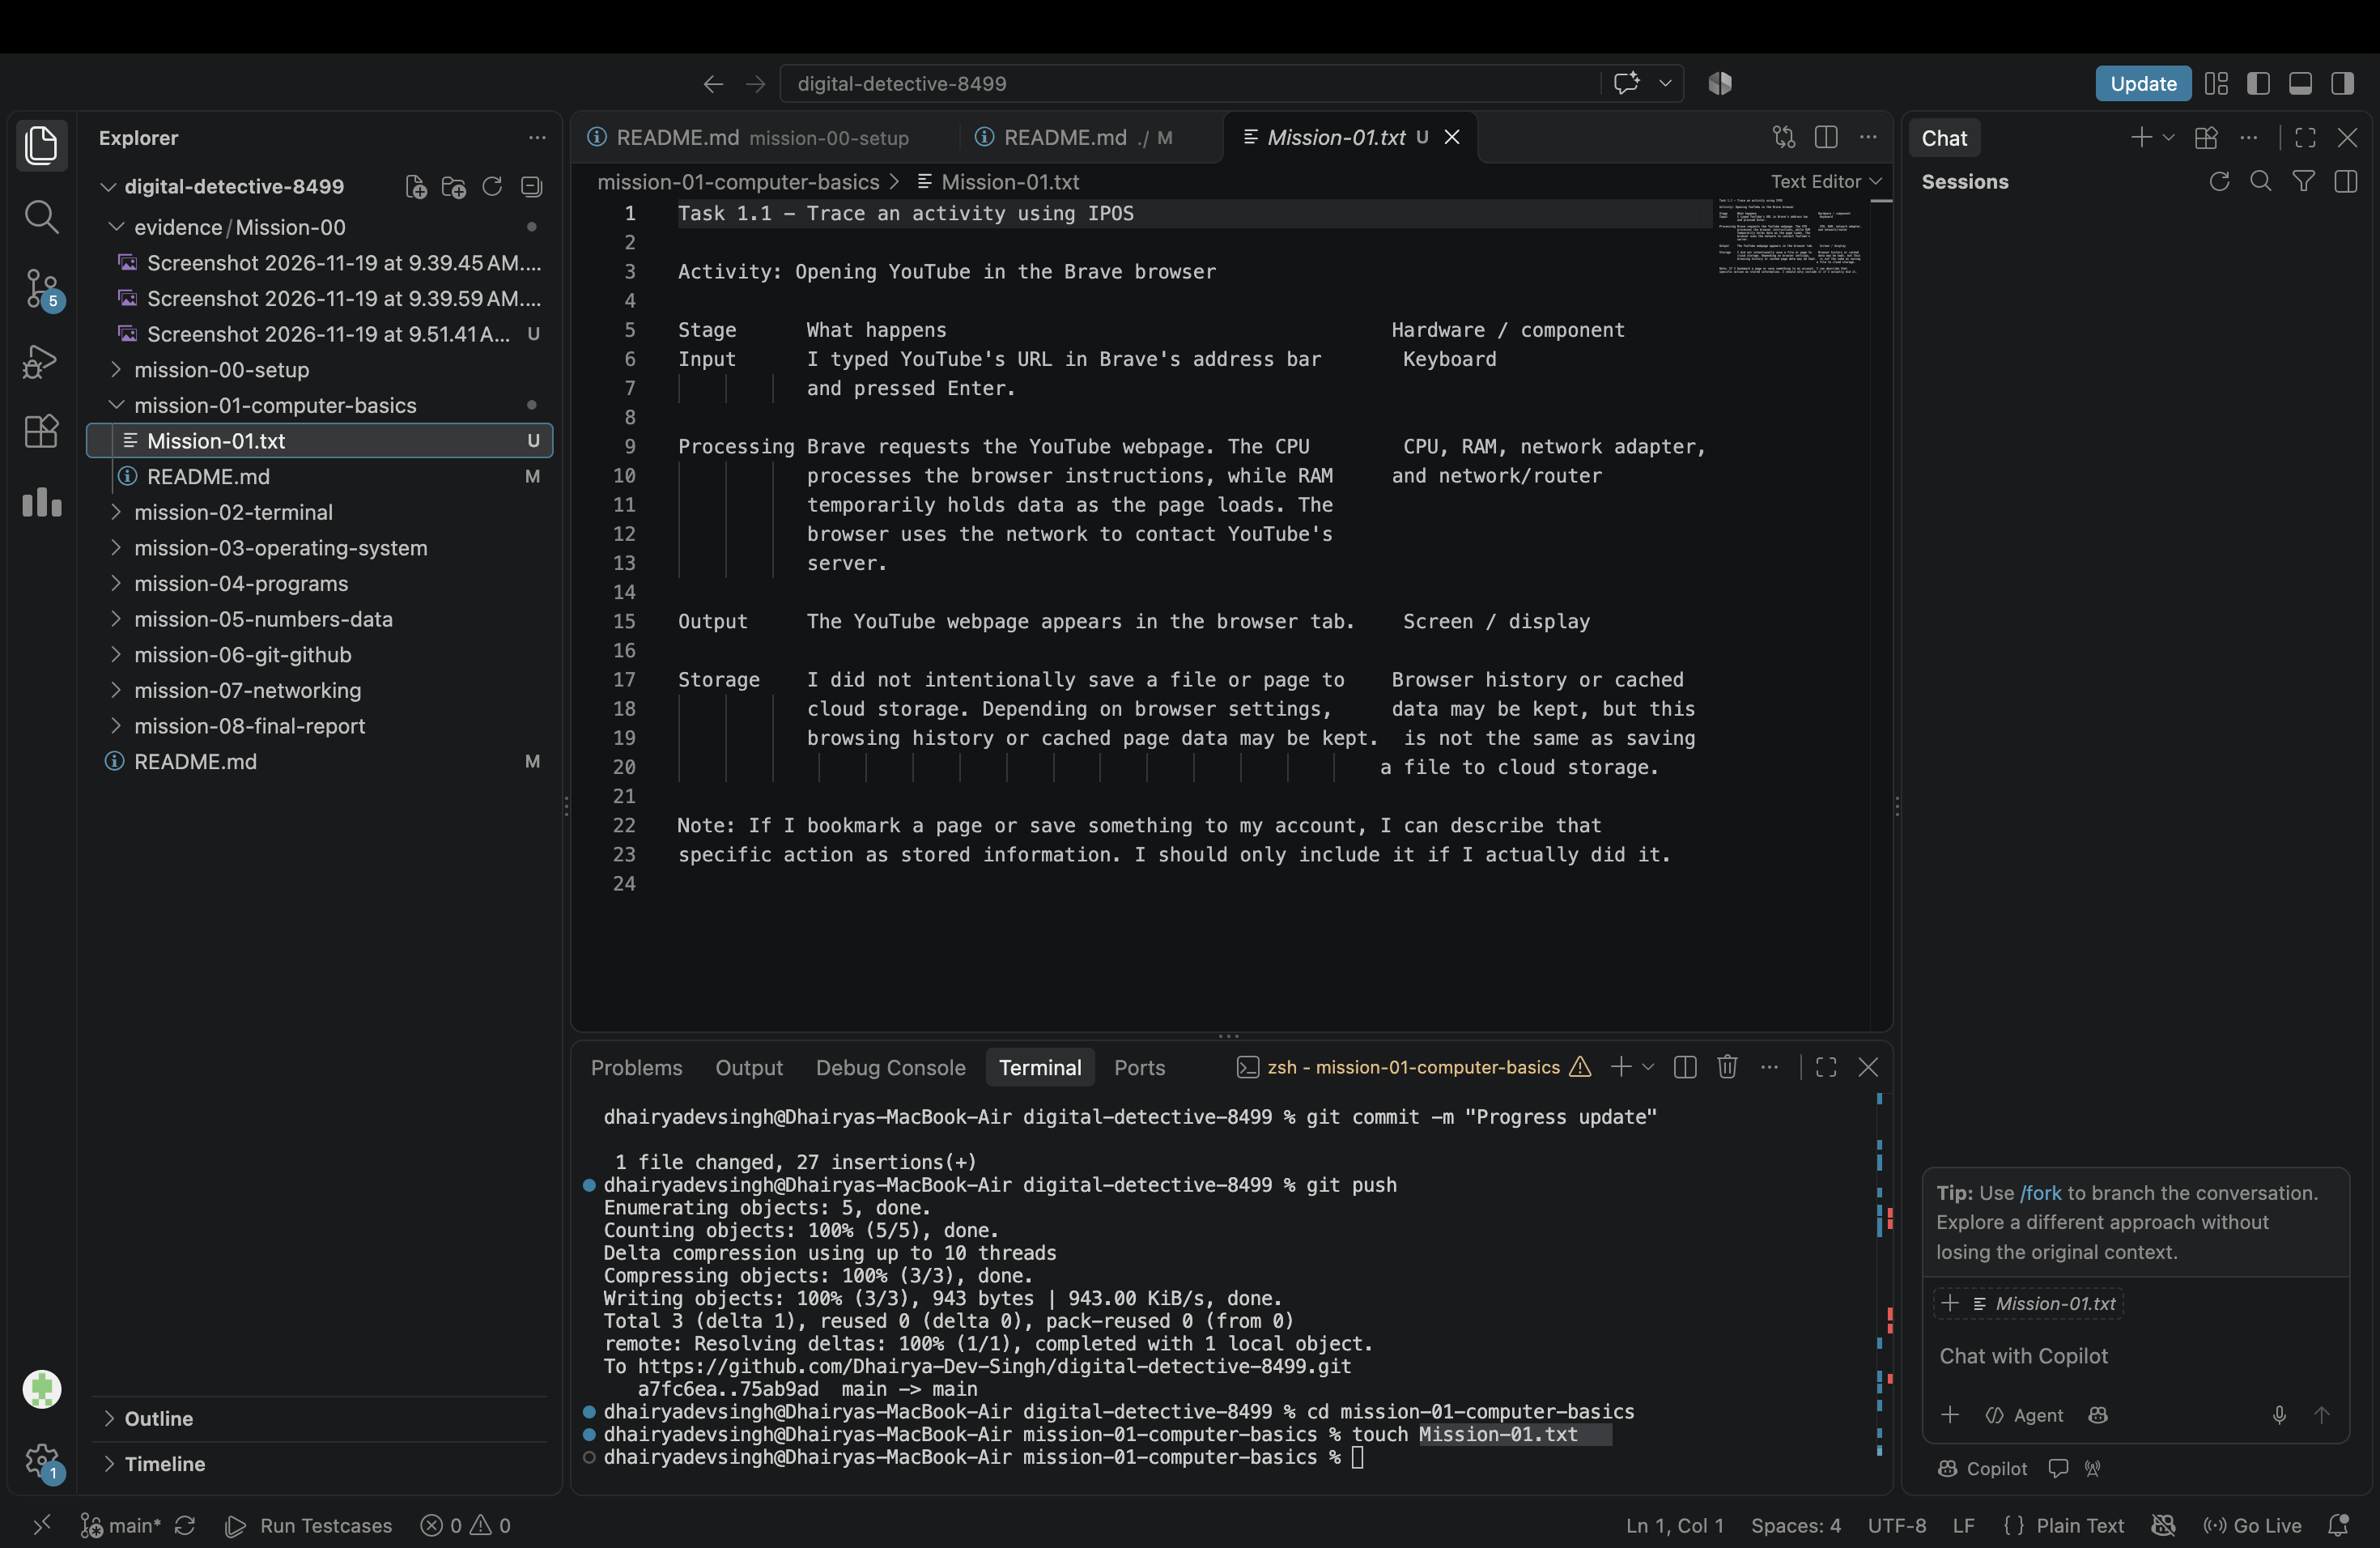 digital-detective-8499
Update
Explorer
digital-detective-8499
evidence/Mission-00
Screenshot 2026-11-19 at 9.39.45 AM....
Screenshot 2026-11-19 at 9.39.59 AM....
Screenshot 2026-11-19 at 9.51.41 A... U
mission-00-setup
mission-01-computer-basics
Mission-01.txt U
README.md M
mission-02-terminal
mission-03-operating-system
mission-04-programs
mission-05-numbers-data
mission-06-git-github
mission-07-networking
mission-08-final-report
README.md M
Outline
Timeline
5
1
README.md mission-00-setup
README.md ./ M
Mission-01.txt U
mission-01-computer-basics > Mission-01.txt
Text Editor
1 Task 1.1 - Trace an activity using IPOS
2
3 Activity: Opening YouTube in the Brave browser
4
5 Stage What happens Hardware / component
6 Input I typed YouTube's URL in Brave's address bar Keyboard
7 and pressed Enter.
8
9 Processing Brave requests the YouTube webpage. The CPU CPU, RAM, network adapter,
10 processes the browser instructions, while RAM and network/router
11 temporarily holds data as the page loads. The
12 browser uses the network to contact YouTube's
13 server.
14
15 Output The YouTube webpage appears in the browser tab. Screen / display
16
17 Storage I did not intentionally save a file or page to Browser history or cached
18 cloud storage. Depending on browser settings, data may be kept, but this
19 browsing history or cached page data may be kept. is not the same as saving
20 a file to cloud storage.
21
22 Note: If I bookmark a page or save something to my account, I can describe that
23 specific action as stored information. I should only include it if I actually did it.
24
Problems Output Debug Console Terminal Ports
zsh - mission-01-computer-basics
dhairyadevsingh@Dhairyas-MacBook-Air digital-detective-8499 % git commit -m "Progress update"
1 file changed, 27 insertions(+)
dhairyadevsingh@Dhairyas-MacBook-Air digital-detective-8499 % git push
Enumerating objects: 5, done.
Counting objects: 100% (5/5), done.
Delta compression using up to 10 threads
Compressing objects: 100% (3/3), done.
Writing objects: 100% (3/3), 943 bytes | 943.00 KiB/s, done.
Total 3 (delta 1), reused 0 (delta 0), pack-reused 0 (from 0)
remote: Resolving deltas: 100% (1/1), completed with 1 local object.
To https://github.com/Dhairya-Dev-Singh/digital-detective-8499.git
a7fc6ea..75ab9ad main -> main
dhairyadevsingh@Dhairyas-MacBook-Air digital-detective-8499 % cd mission-01-computer-basics
dhairyadevsingh@Dhairyas-MacBook-Air mission-01-computer-basics % touch Mission-01.txt
dhairyadevsingh@Dhairyas-MacBook-Air mission-01-computer-basics %
Chat
Sessions
Tip: Use /fork to branch the conversation.
Explore a different approach without
losing the original context.
Mission-01.txt
Chat with Copilot
Agent
Copilot
main* Run Testcases 0 0
Ln 1, Col 1 Spaces: 4 UTF-8 LF {} Plain Text Go Live